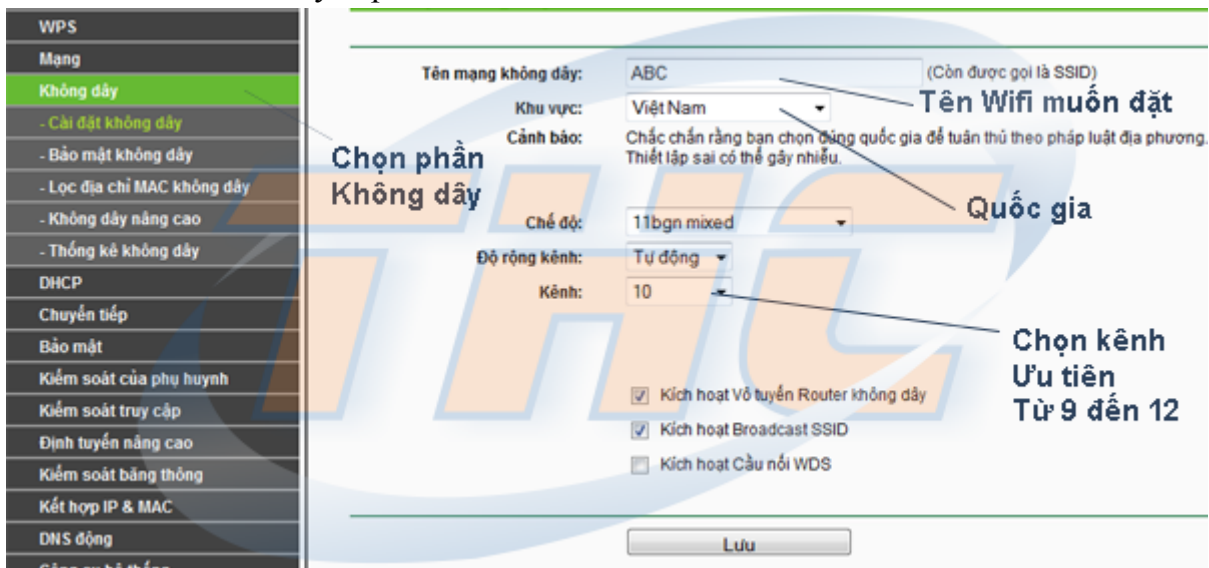 WPS
Mạng
Không dây
- Cài đặt không dây
- Bảo mật không dây
- Lọc địa chỉ MAC không dây
- Không dây nâng cao
- Thống kê không dây
DHCP
Chuyển tiếp
Bảo mật
Kiểm soát của phụ huynh
Kiểm soát truy cập
Định tuyến nâng cao
Kiểm soát băng thông
Kết hợp IP & MAC
DNS động
Chọn phần
Không dây
Tên mạng không dây: ABC (Còn được gọi là SSID)
Tên Wifi muốn đặt
Khu vực: Việt Nam
Cảnh báo: Chắc chắn rằng bạn chọn đúng quốc gia để tuân thủ theo pháp luật địa phương.
Thiết lập sai có thể gây nhiễu.
Quốc gia
Chế độ: 11bgn mixed
Độ rộng kênh: Tự động
Kênh: 10
Chọn kênh
Ưu tiên
Từ 9 đến 12
Kích hoạt Vô tuyến Router không dây
Kích hoạt Broadcast SSID
Kích hoạt Cầu nối WDS
Lưu
THC